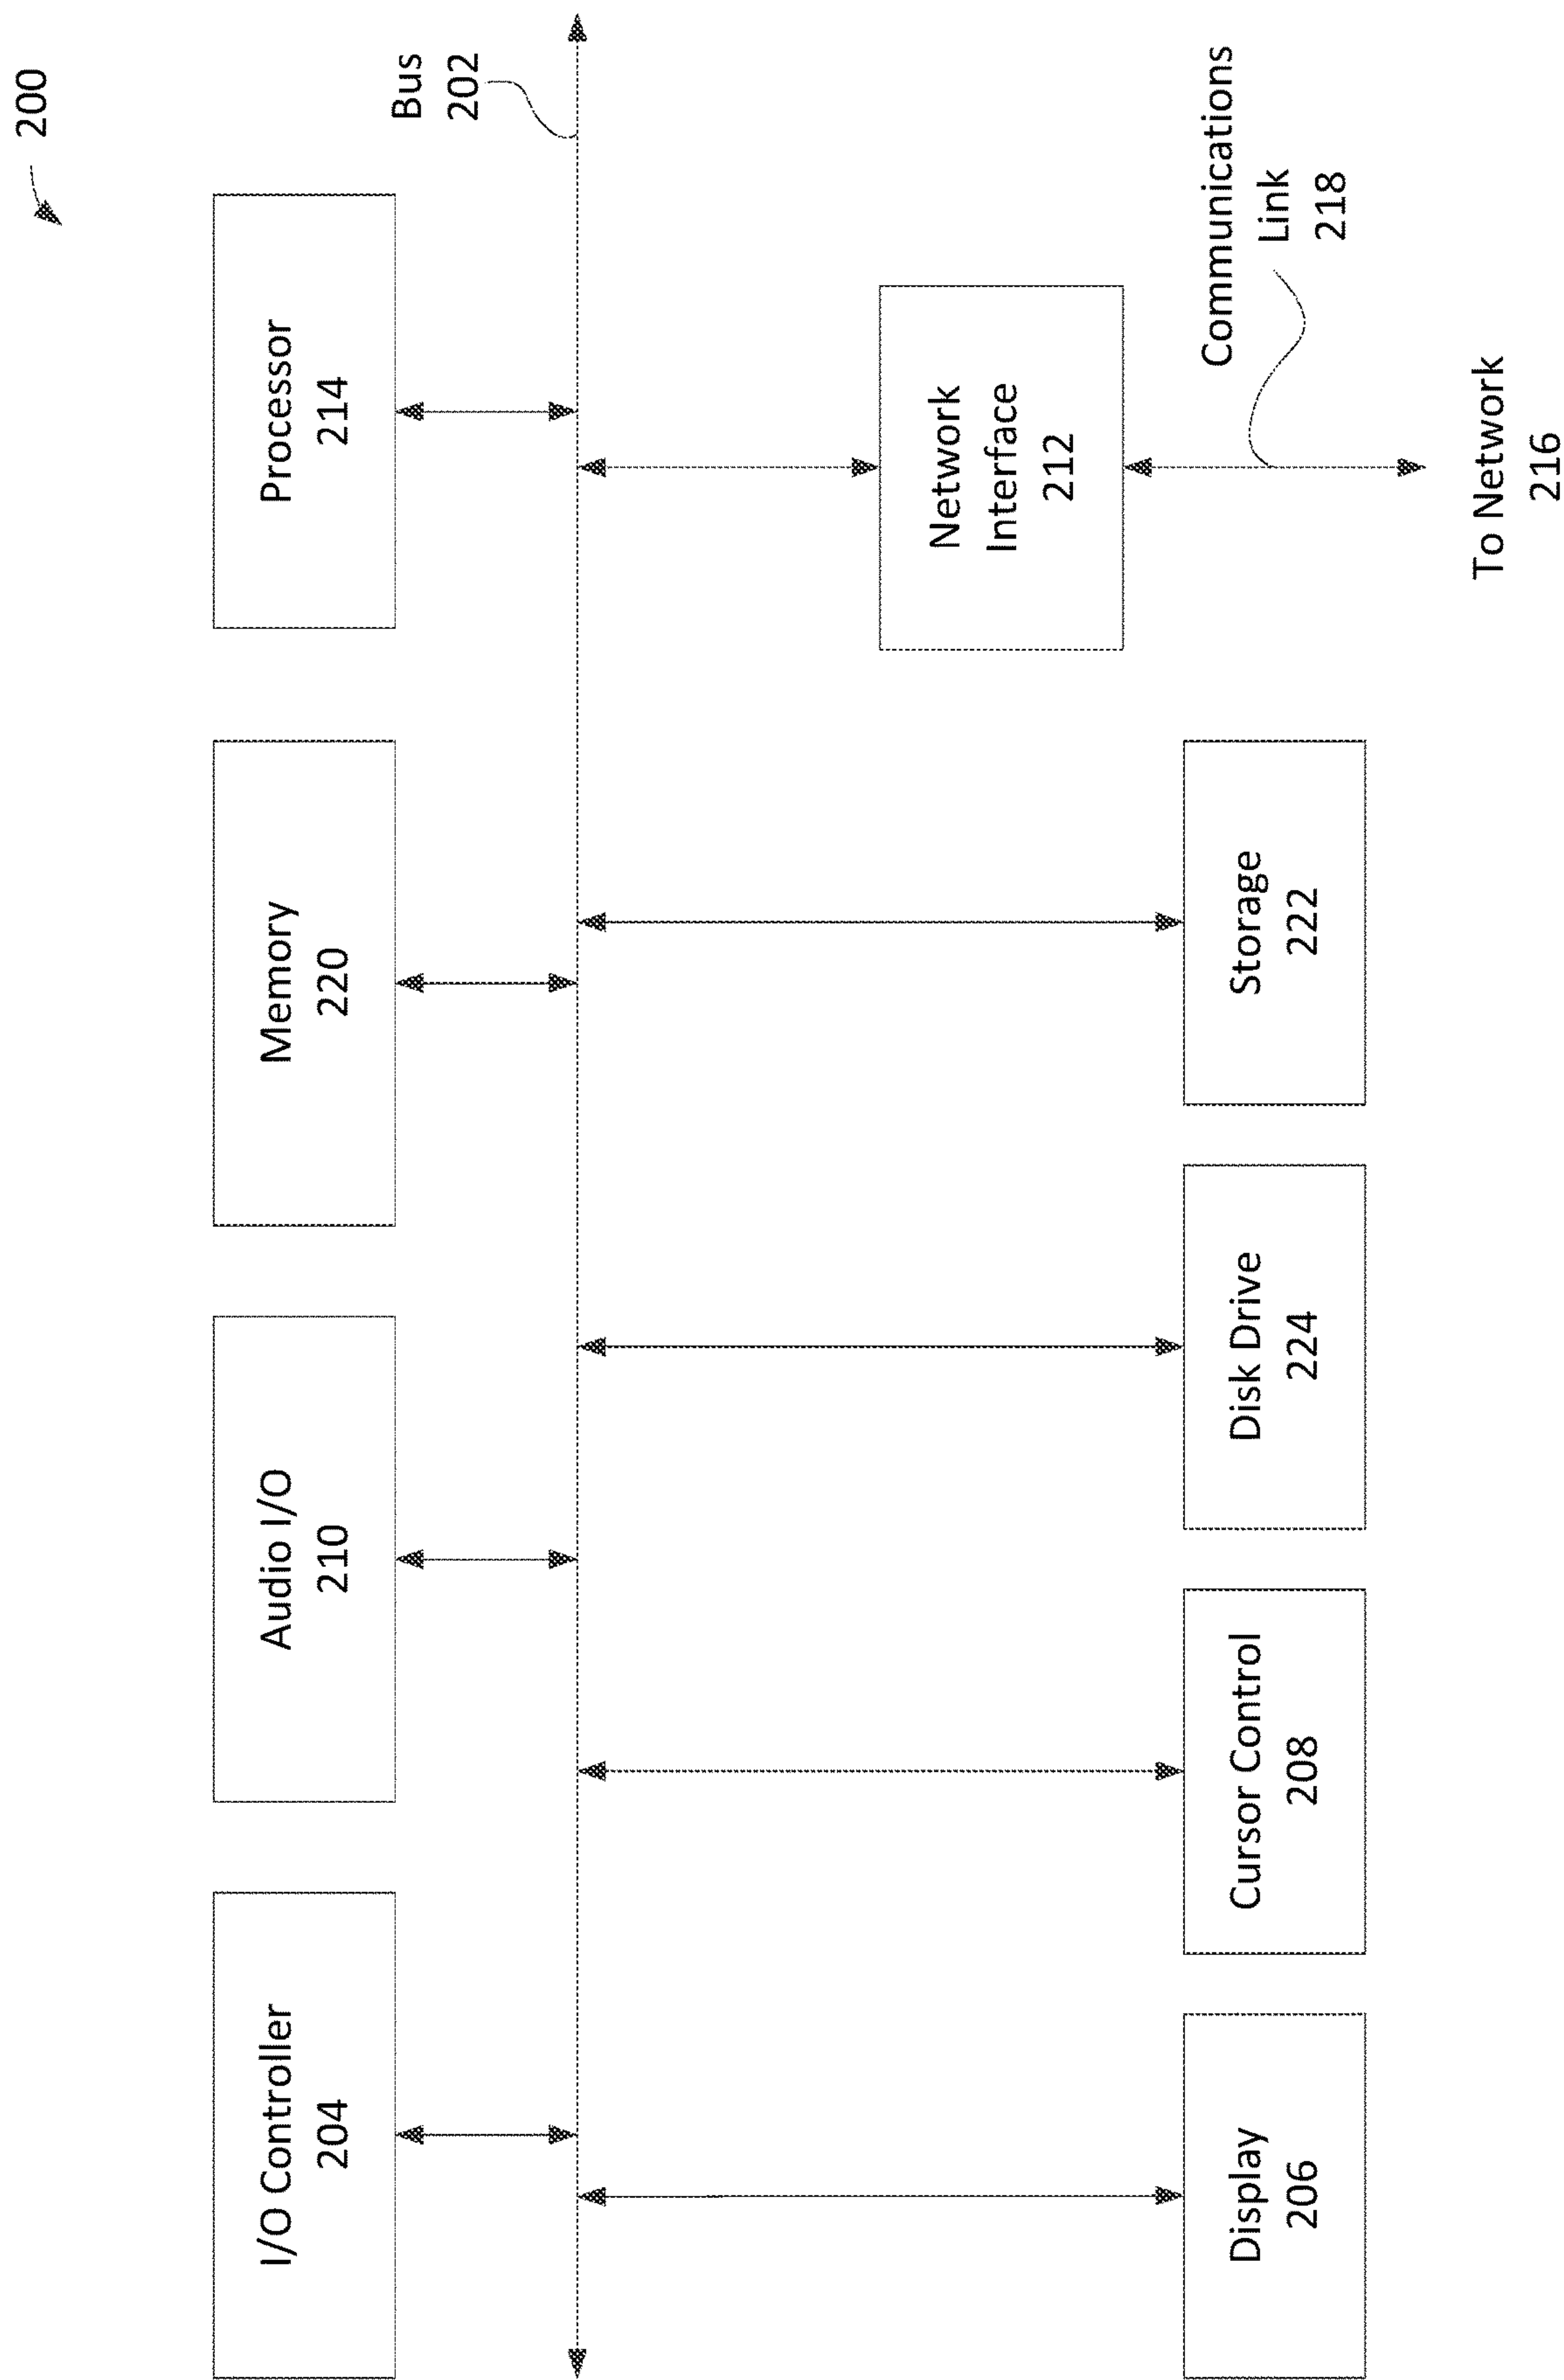 200
I/O Controller
204
Audio I/O
210
Memory
220
Processor
214
Bus
202
Network
Interface
212
Display
206
Cursor Control
208
Disk Drive
224
Storage
222
Communications
Link
218
To Network
216